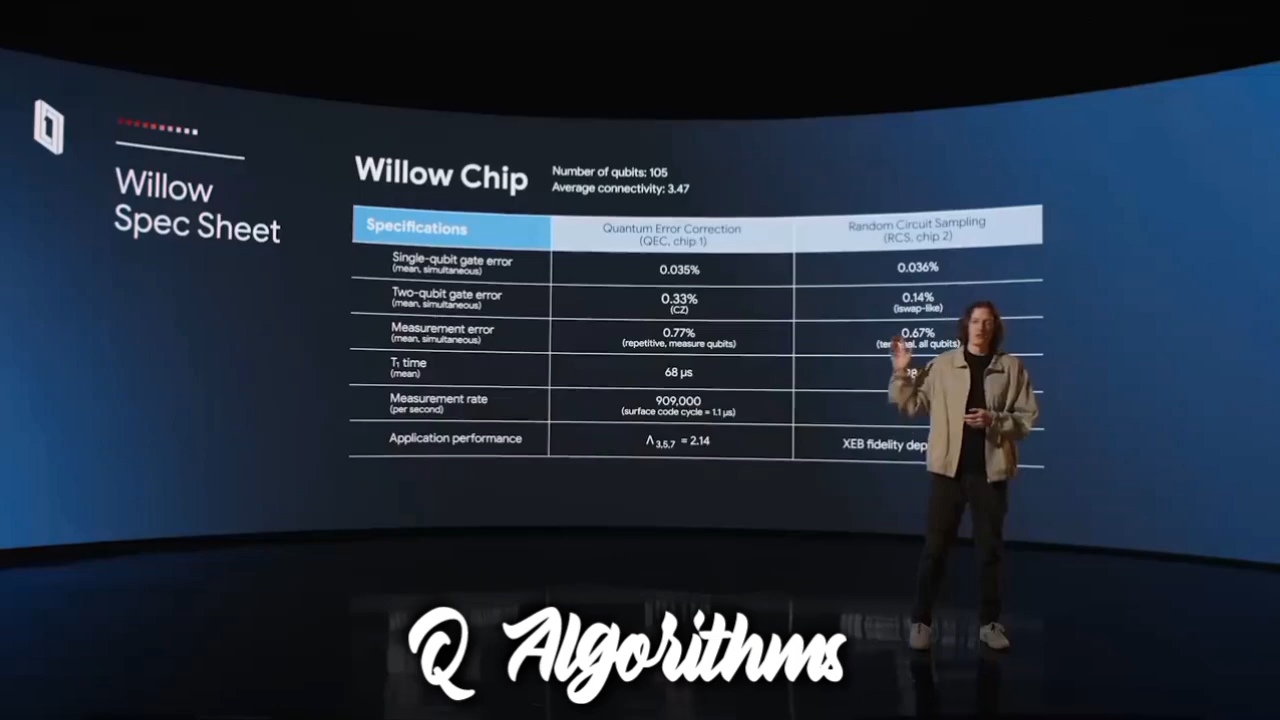 Willow
Spec Sheet
Willow Chip
Number of qubits: 105
Average connectivity: 3.47
Specifications
Quantum Error Correction
(QEC, chip 1)
Random Circuit Sampling
(RCS, chip 2)
Single-qubit gate error
(mean, simultaneous)
0.035%
0.036%
Two-qubit gate error
(mean, simultaneous)
0.33%
(CZ)
0.14%
(iswap-like)
Measurement error
(mean, simultaneous)
0.77%
(repetitive, measure qubits)
0.67%
all qubits)
T₁ time
(mean)
68 µs
Measurement rate
(per second)
909,000
(surface code cycle = 1.1 µs)
Application performance
Λ₃,₅,₇ = 2.14
XEB fidelity
Q Algorithms